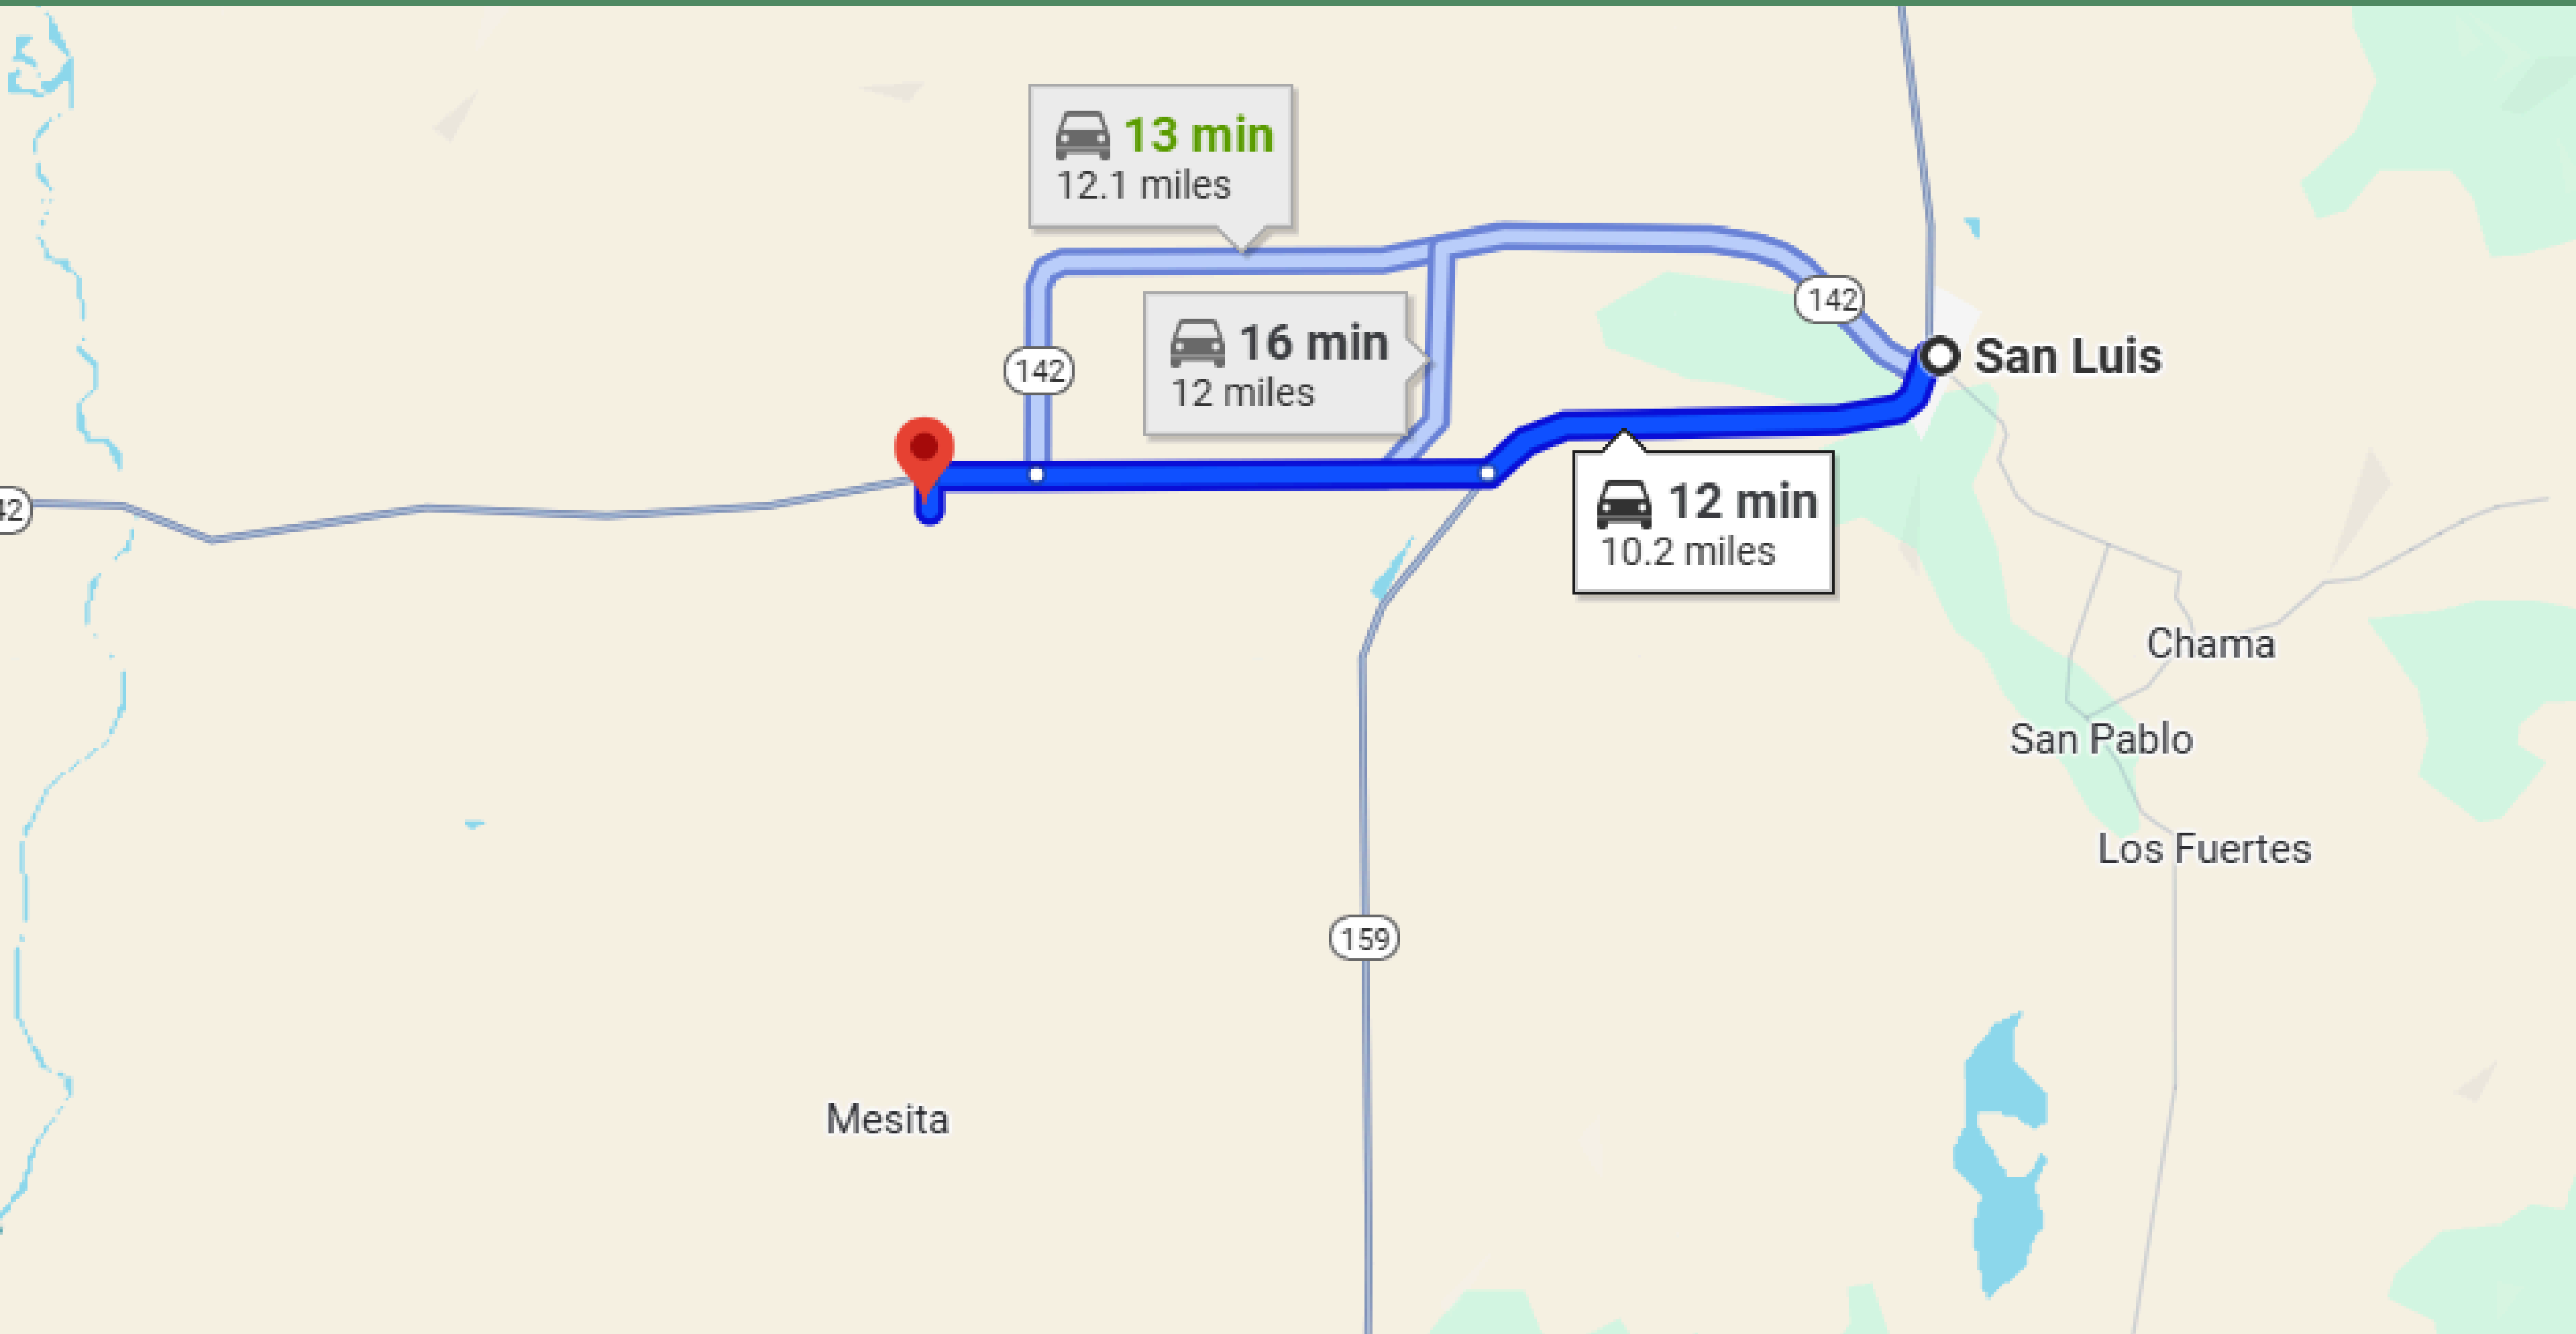 13 min
12.1 miles
142
16 min
12 miles
San Luis
142
42
12 min
10.2 miles
Chama
San Pablo
Los Fuertes
159
Mesita